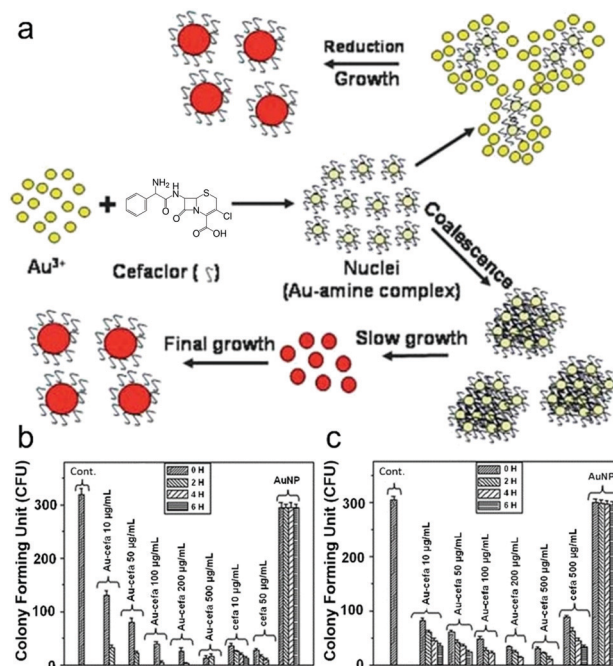 a
Reduction
Growth
NH₂
H
N
S
O
N
Cl
O
O
OH
Au³⁺
+
Cefaclor ( )
Nuclei
(Au-amine complex)
Coalescence
Final growth
Slow growth
b
Colony Forming Unit (CFU)
300
200
100
0
Cont.
0 H
2 H
4 H
6 H
AuNP
Au-cefa 10 µg/mL
Au-cefa 50 µg/mL
Au-cefa 100 µg/mL
Au-cefa 200 µg/mL
Au-cefa 500 µg/mL
cefa 10 µg/mL
cefa 50 µg/mL
c
Colony Forming Unit (CFU)
300
200
100
0
Cont.
0 H
2 H
4 H
6 H
AuNP
Au-cefa 10 µg/mL
Au-cefa 50 µg/mL
Au-cefa 100 µg/mL
Au-cefa 200 µg/mL
Au-cefa 500 µg/mL
cefa 500 µg/mL